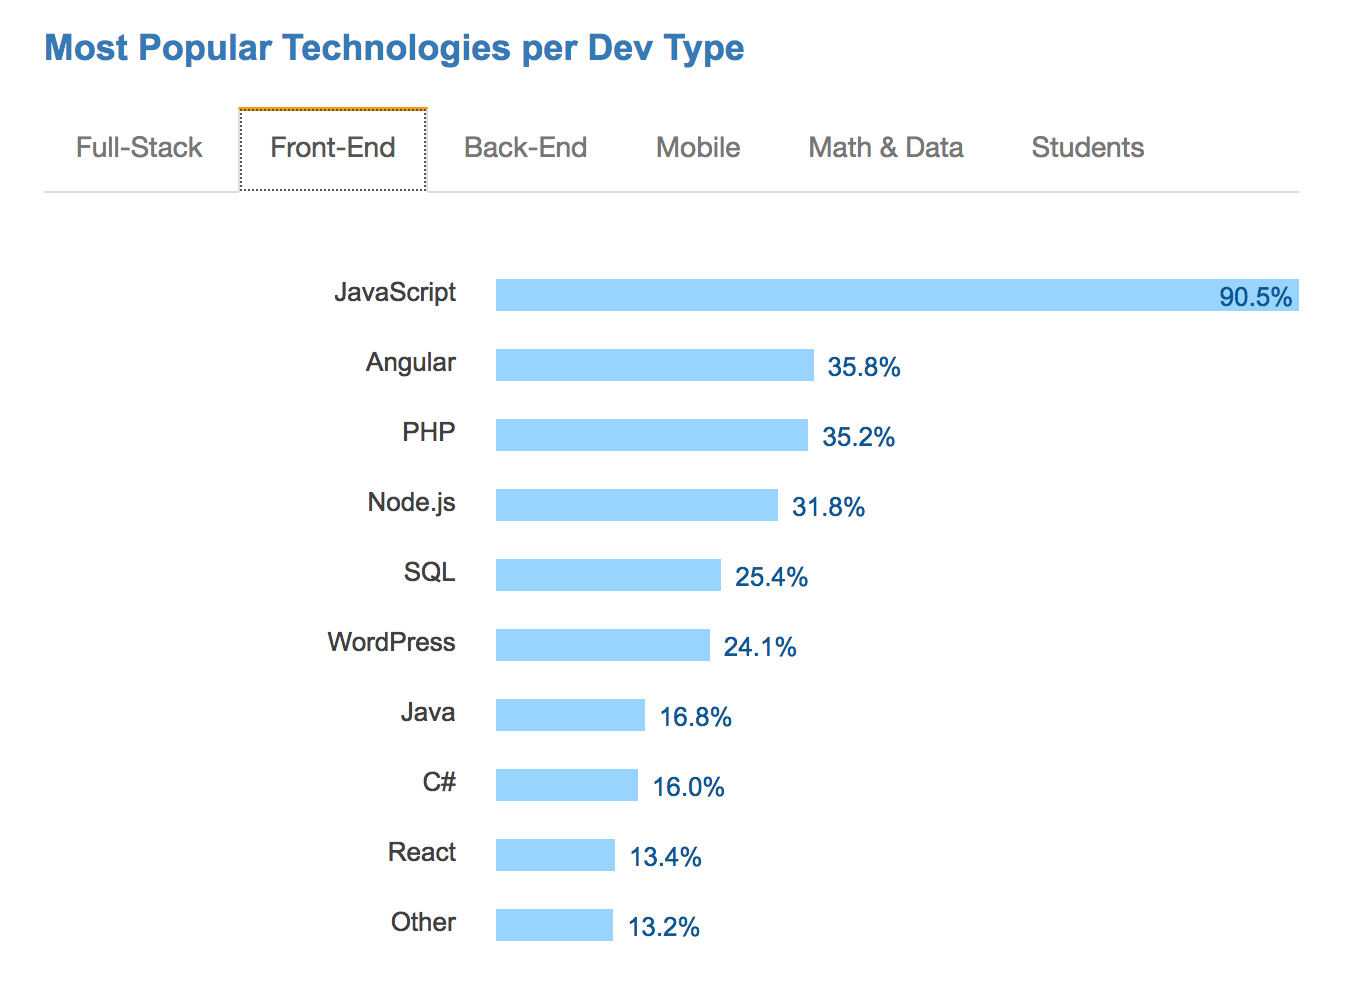 Most Popular Technologies per Dev Type
Full-Stack Front-End Back-End Mobile Math & Data Students
JavaScript 90.5%
Angular 35.8%
PHP 35.2%
Node.js 31.8%
SQL 25.4%
WordPress 24.1%
Java 16.8%
C# 16.0%
React 13.4%
Other 13.2%